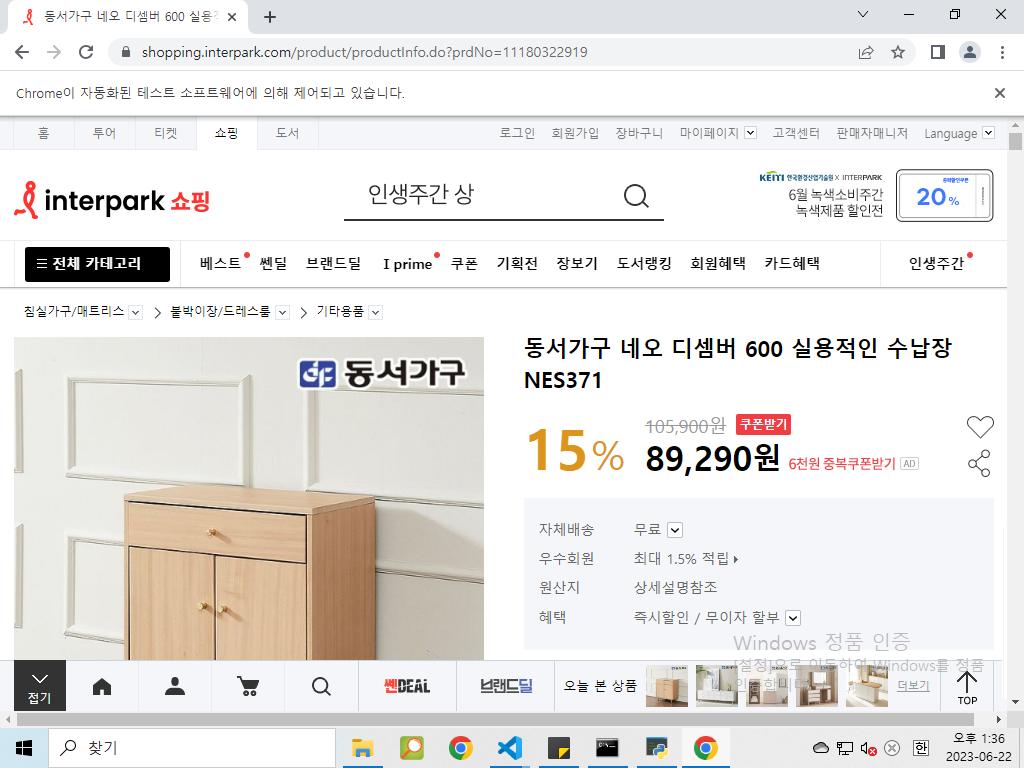 동서가구 네오 디셈버 600 실용적
shopping.interpark.com/product/productInfo.do?prdNo=11180322919
Chrome이 자동화된 테스트 소프트웨어에 의해 제어되고 있습니다.
홈 투어 티켓 쇼핑 도서 로그인 회원가입 장바구니 마이페이지 고객센터 판매자매니저 Language
interpark 쇼핑
인생주간 상
KEITI 한국환경산업기술원 X INTERPARK
6월 녹색소비주간
녹색제품 할인전
중복할인쿠폰
20%
전체 카테고리 베스트 쎈딜 브랜드딜 I prime 쿠폰 기획전 장보기 도서랭킹 회원혜택 카드혜택 인생주간
침실가구/매트리스 붙박이장/드레스룸 기타용품
동서가구
동서가구 네오 디셈버 600 실용적인 수납장
NES371
15%
105,900원 쿠폰받기
89,290원 6천원 중복쿠폰받기 AD
자체배송 무료
우수회원 최대 1.5% 적립
원산지 상세설명참조
혜택 즉시할인 / 무이자 할부
Windows 정품 인증
[설정]으로 이동하여 Windows를 정품
인증합니다.
접기
쎈DEAL
브랜드딜
오늘 본 상품
더보기
TOP
찾기
한
오후 1:36
2023-06-22